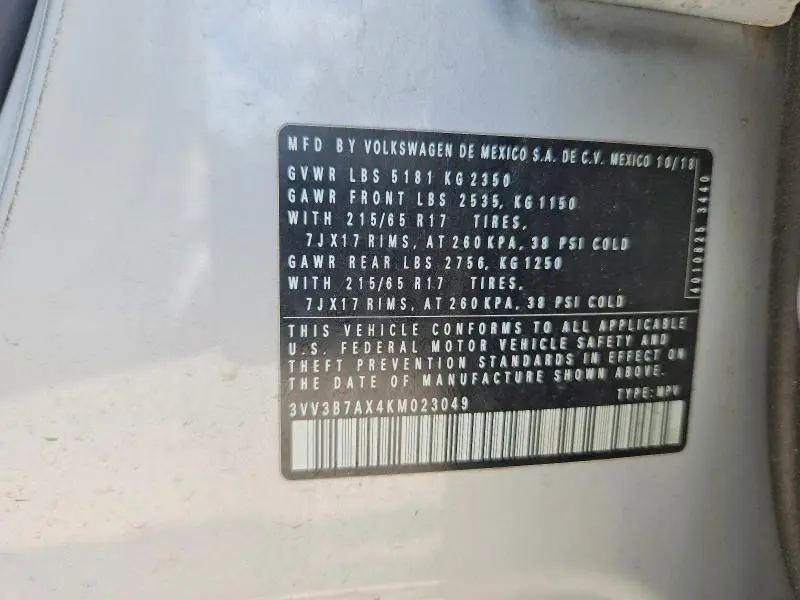 MFD BY VOLKSWAGEN DE MEXICO S.A. DE C.V. MEXICO 10/18
GVWR LBS 5181 KG 2350
GAWR FRONT LBS 2535, KG 1150
WITH 215/65 R17 TIRES,
7JX17 RIMS, AT 260 KPA, 38 PSI COLD
GAWR REAR LBS 2756, KG 1250
WITH 215/65 R17 TIRES,
7JX17 RIMS, AT 260 KPA, 38 PSI COLD
4010825 3440
THIS VEHICLE CONFORMS TO ALL APPLICABLE
U.S. FEDERAL MOTOR VEHICLE SAFETY AND
THEFT PREVENTION STANDARDS IN EFFECT ON
THE DATE OF MANUFACTURE SHOWN ABOVE.
3VV3B7AX4KM023049 TYPE: MPV